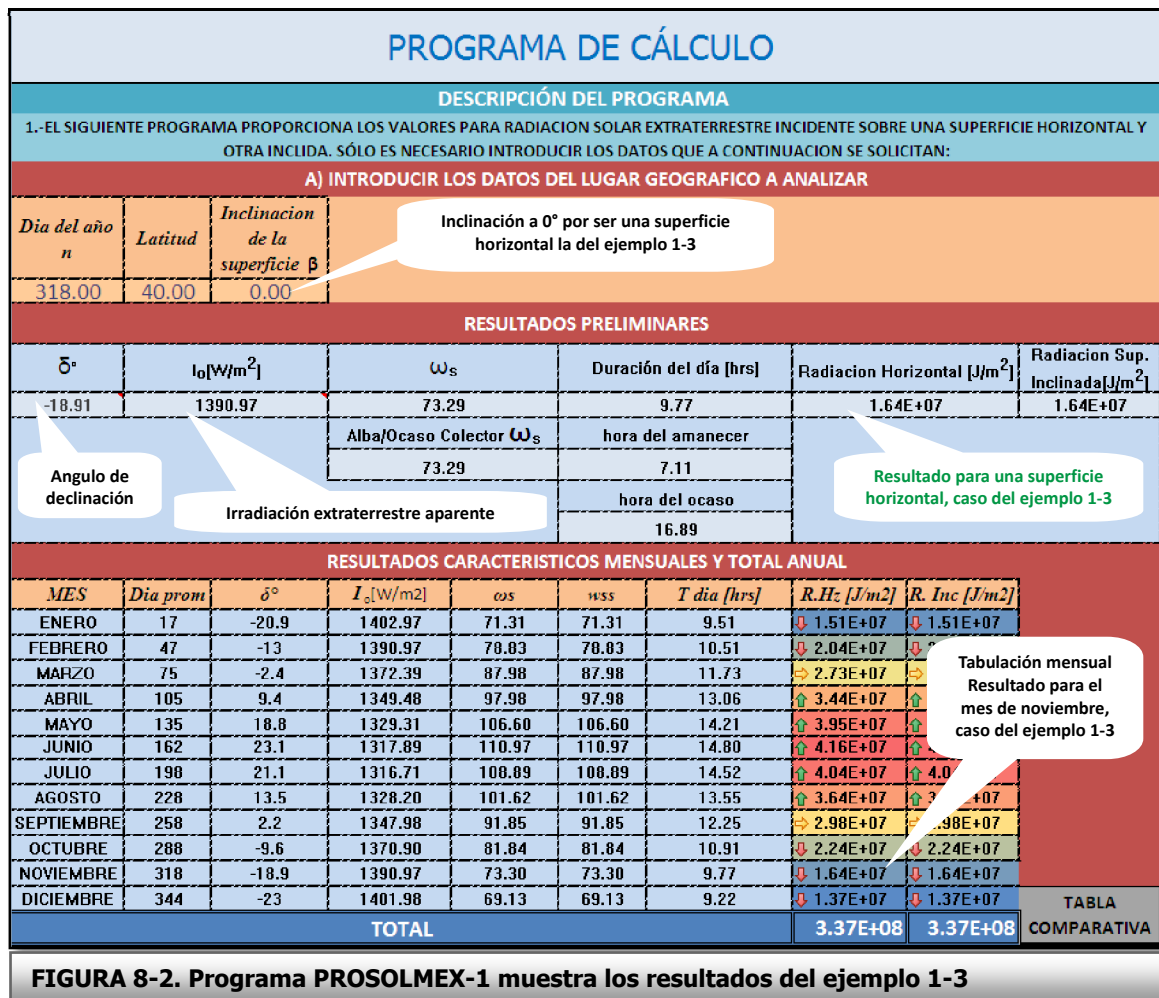 PROGRAMA DE CÁLCULO
DESCRIPCIÓN DEL PROGRAMA
1.-EL SIGUIENTE PROGRAMA PROPORCIONA LOS VALORES PARA RADIACION SOLAR EXTRATERRESTRE INCIDENTE SOBRE UNA SUPERFICIE HORIZONTAL Y
OTRA INCLIDA. SÓLO ES NECESARIO INTRODUCIR LOS DATOS QUE A CONTINUACION SE SOLICITAN:
A) INTRODUCIR LOS DATOS DEL LUGAR GEOGRAFICO A ANALIZAR
Dia del año n Latitud Inclinacion de la superficie β
318.00 40.00 0.00
Inclinación a 0° por ser una superficie
horizontal la del ejemplo 1-3
RESULTADOS PRELIMINARES
δ° I₀[W/m²] ωs Duración del día [hrs] Radiacion Horizontal [J/m²] Radiacion Sup. Inclinada[J/m²]
-18.91 1390.97 73.29 9.77 1.64E+07 1.64E+07
Alba/Ocaso Colector ωs hora del amanecer
73.29 7.11
hora del ocaso
16.89
Angulo de
declinación
Irradiación extraterrestre aparente
Resultado para una superficie
horizontal, caso del ejemplo 1-3
RESULTADOS CARACTERISTICOS MENSUALES Y TOTAL ANUAL
MES Dia prom δ° I₀[W/m2] ωs wss T dia [hrs] R.Hz [J/m2] R. Inc [J/m2]
ENERO 17 -20.9 1402.97 71.31 71.31 9.51 1.51E+07 1.51E+07
FEBRERO 47 -13 1390.97 78.83 78.83 10.51 2.04E+07
MARZO 75 -2.4 1372.39 87.98 87.98 11.73 2.73E+07
ABRIL 105 9.4 1349.48 97.98 97.98 13.06 3.44E+07
MAYO 135 18.8 1329.31 106.60 106.60 14.21 3.95E+07
JUNIO 162 23.1 1317.89 110.97 110.97 14.80 4.16E+07
JULIO 198 21.1 1316.71 108.89 108.89 14.52 4.04E+07
AGOSTO 228 13.5 1328.20 101.62 101.62 13.55 3.64E+07
SEPTIEMBRE 258 2.2 1347.98 91.85 91.85 12.25 2.98E+07
OCTUBRE 288 -9.6 1370.90 81.84 81.84 10.91 2.24E+07 2.24E+07
NOVIEMBRE 318 -18.9 1390.97 73.30 73.30 9.77 1.64E+07 1.64E+07
DICIEMBRE 344 -23 1401.98 69.13 69.13 9.22 1.37E+07 1.37E+07
TOTAL 3.37E+08 3.37E+08
Tabulación mensual
Resultado para el
mes de noviembre,
caso del ejemplo 1-3
TABLA
COMPARATIVA
FIGURA 8-2. Programa PROSOLMEX-1 muestra los resultados del ejemplo 1-3